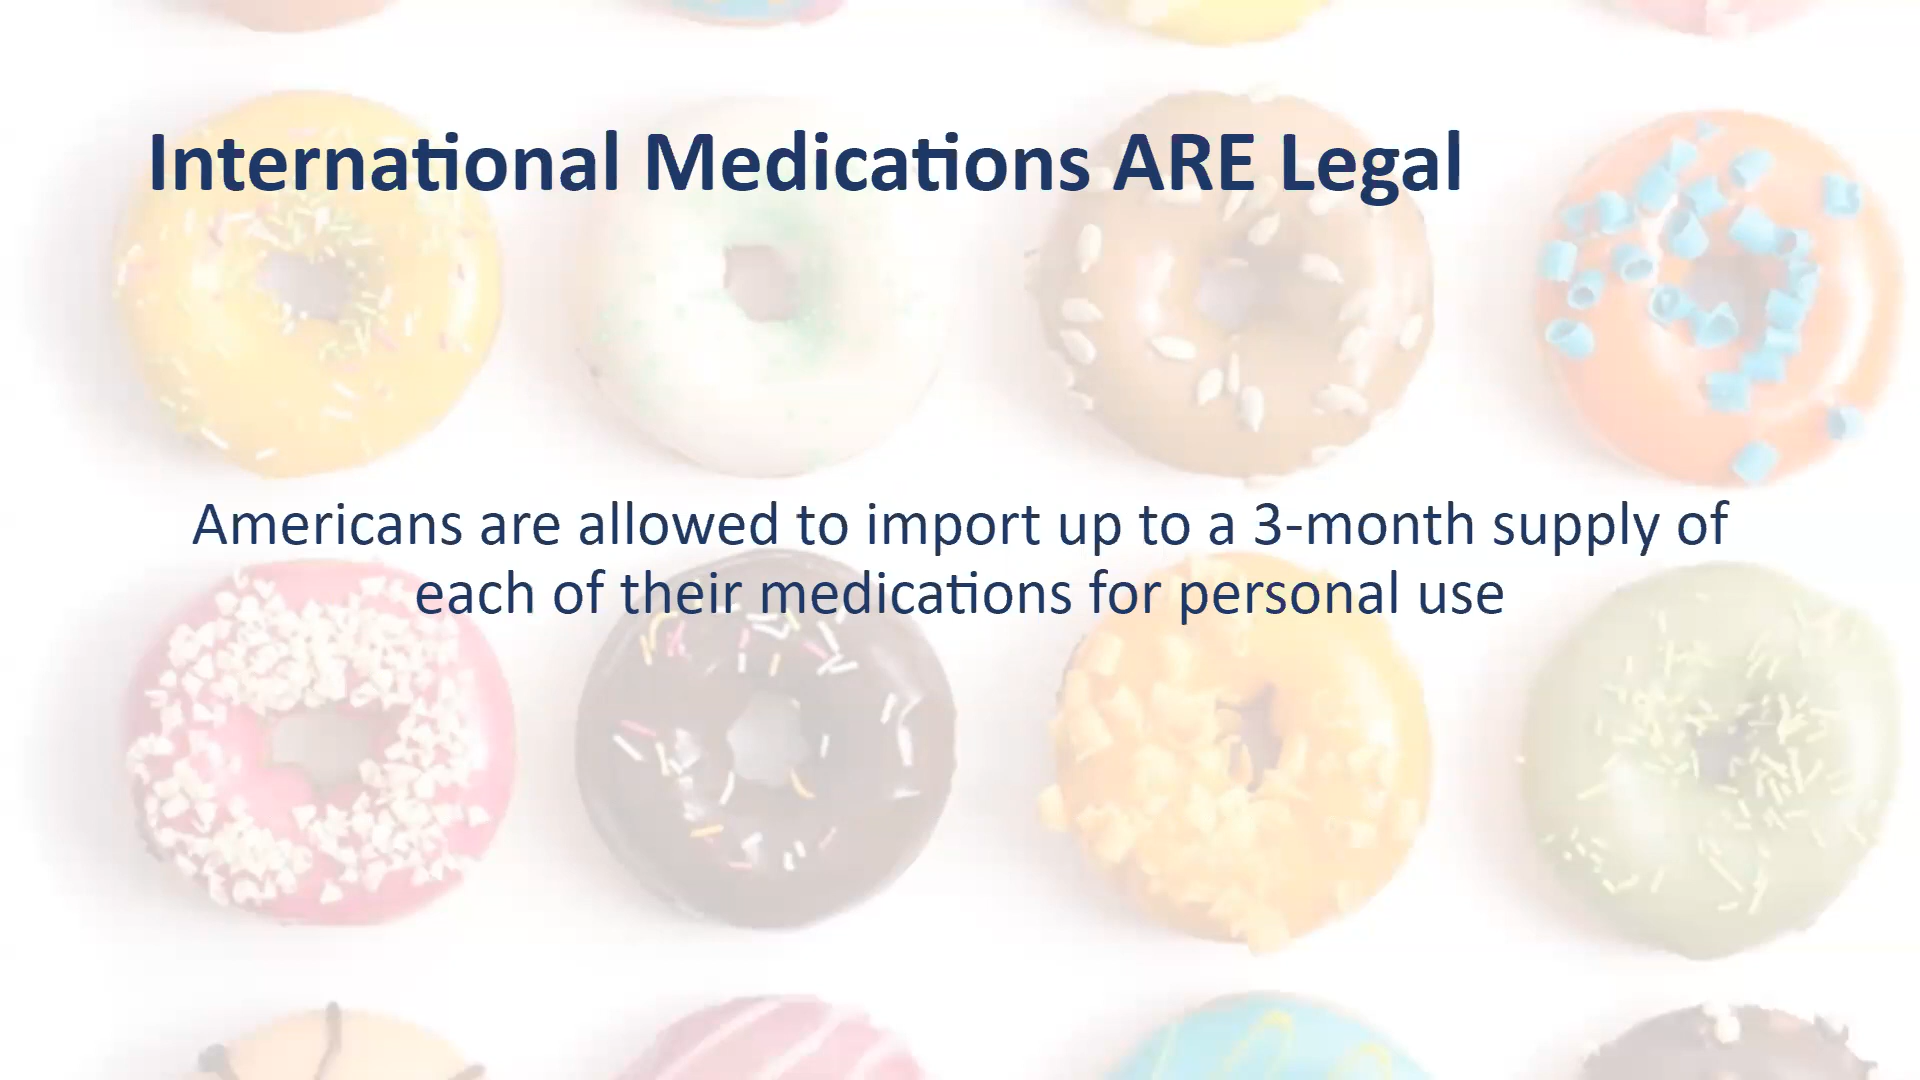 International Medications ARE Legal
Americans are allowed to import up to a 3-month supply of
each of their medications for personal use